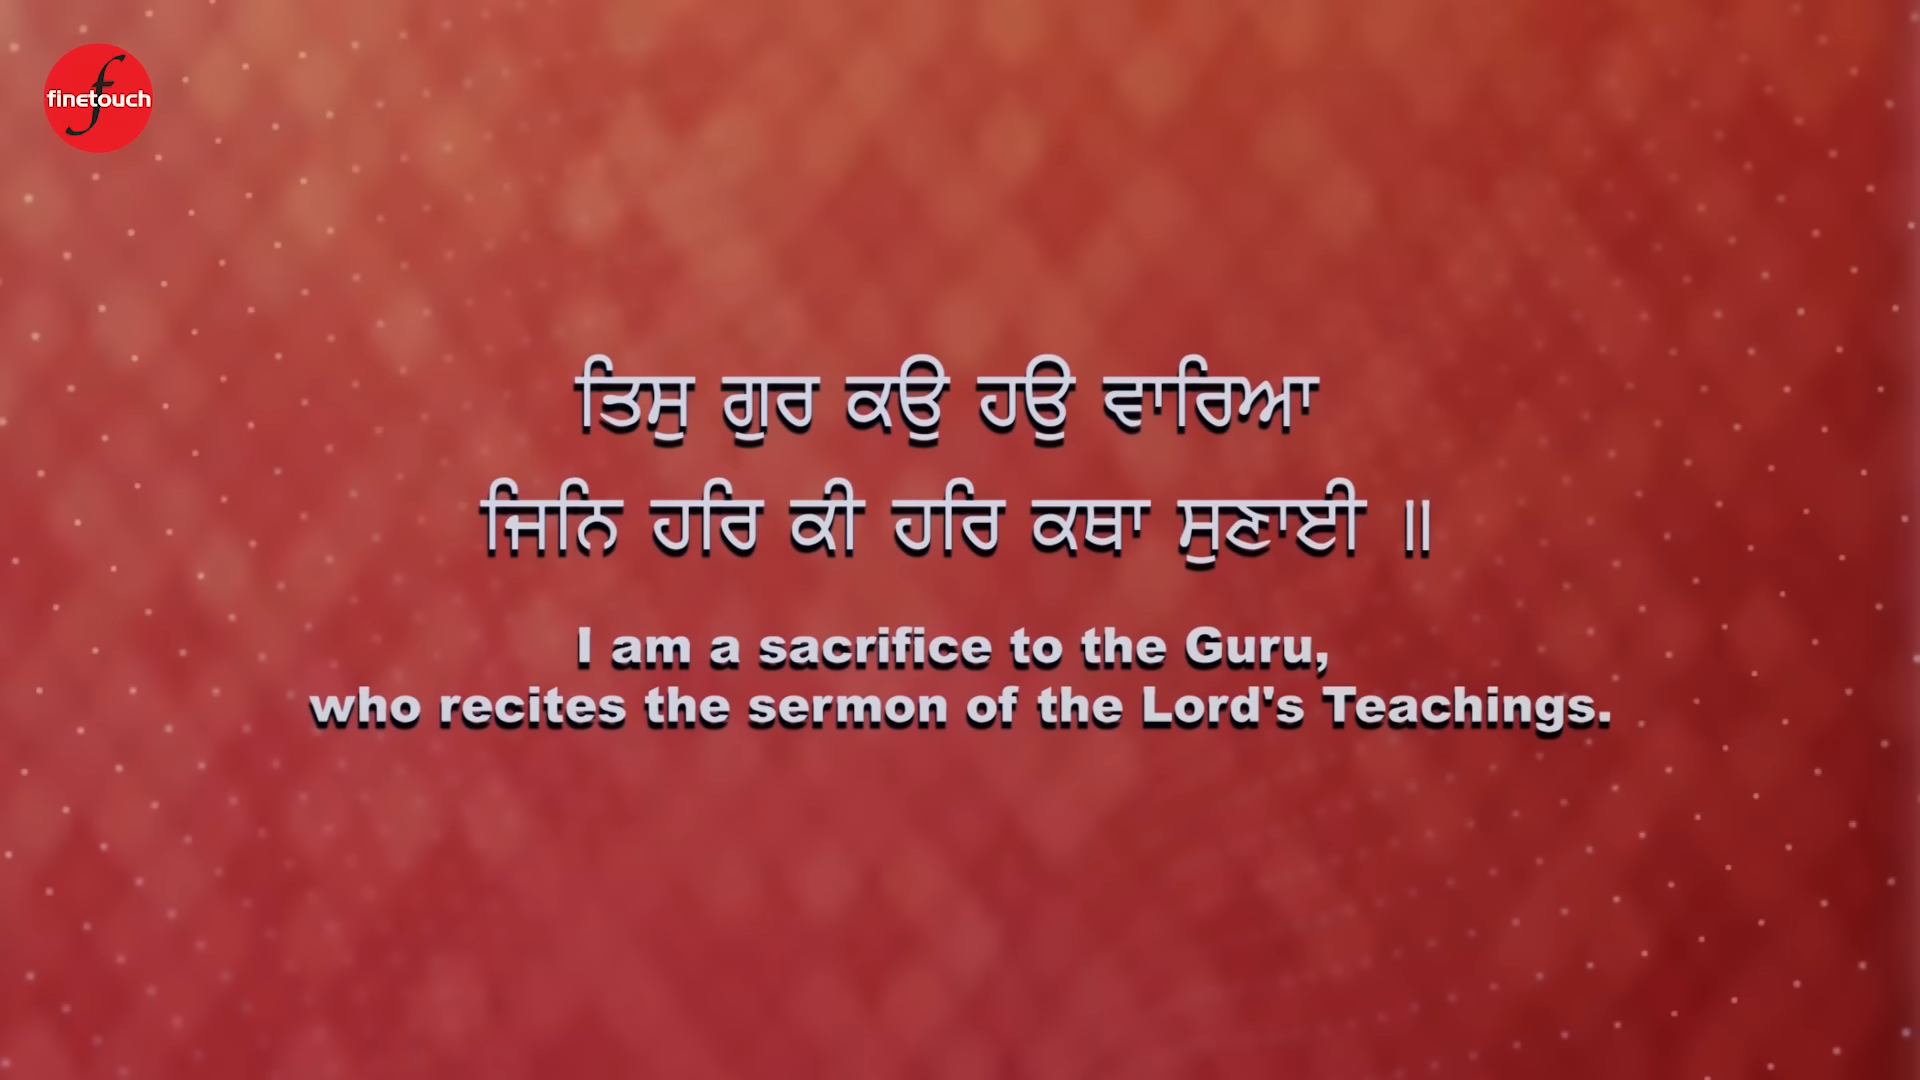 finetouch
ਤਿਸੁ ਗੁਰ ਕਉ ਹਉ ਵਾਰਿਆ
ਜਿਨਿ ਹਰਿ ਕੀ ਹਰਿ ਕਥਾ ਸੁਣਾਈ ॥
I am a sacrifice to the Guru,
who recites the sermon of the Lord's Teachings.